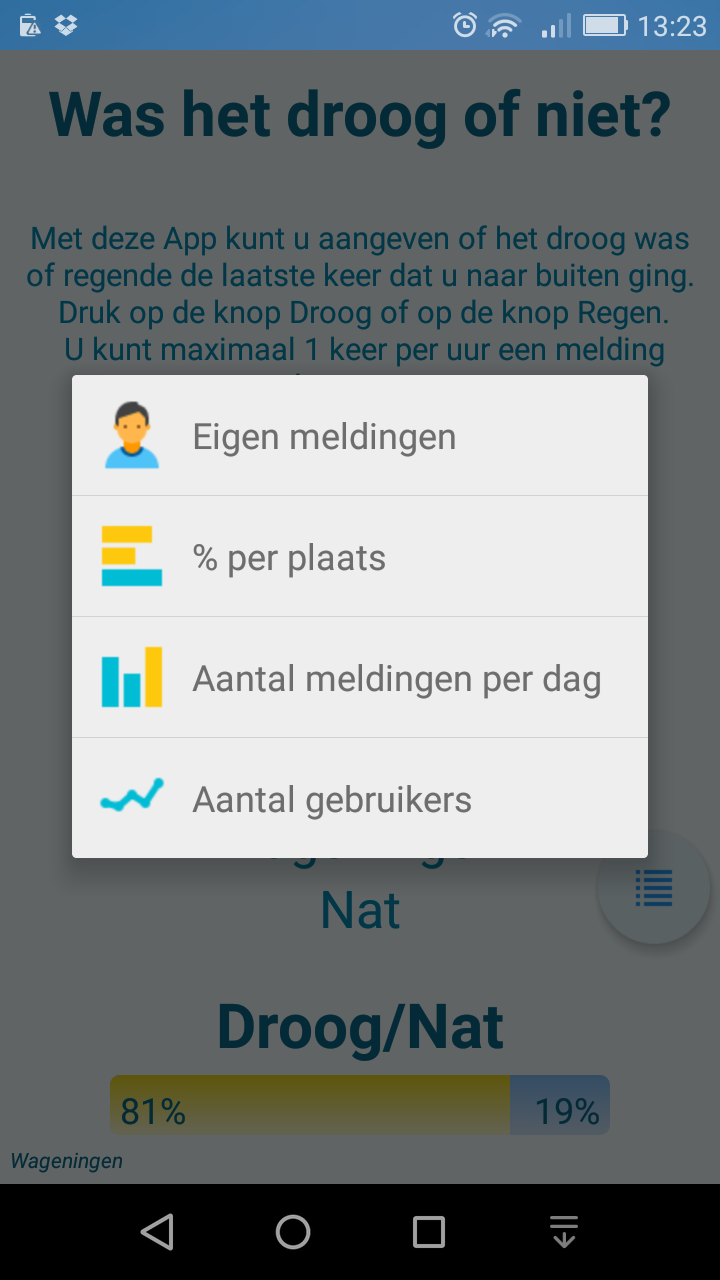 13:23
Was het droog of niet?
Met deze App kunt u aangeven of het droog was
of regende de laatste keer dat u naar buiten ging.
Druk op de knop Droog of op de knop Regen.
U kunt maximaal 1 keer per uur een melding
Eigen meldingen
% per plaats
Aantal meldingen per dag
Aantal gebruikers
Nat
Droog/Nat
81% 19%
Wageningen